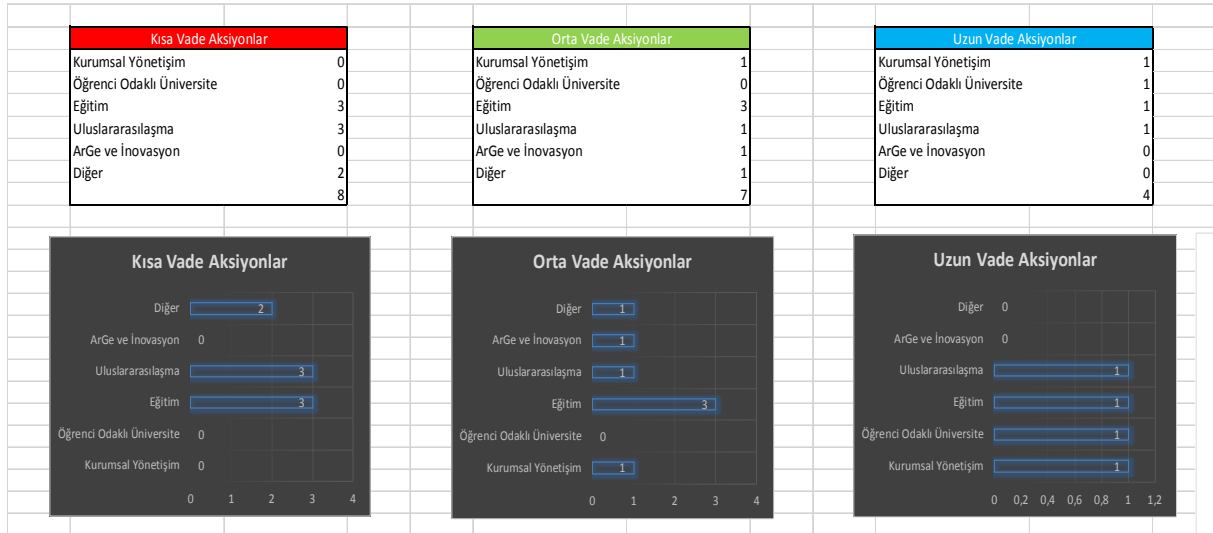 Kısa Vade Aksiyonlar
Kurumsal Yönetişim 0
Öğrenci Odaklı Üniversite 0
Eğitim 3
Uluslararasılaşma 3
ArGe ve İnovasyon 0
Diğer 2
8
Orta Vade Aksiyonlar
Kurumsal Yönetişim 1
Öğrenci Odaklı Üniversite 0
Eğitim 3
Uluslararasılaşma 1
ArGe ve İnovasyon 1
Diğer 1
7
Uzun Vade Aksiyonlar
Kurumsal Yönetişim 1
Öğrenci Odaklı Üniversite 1
Eğitim 1
Uluslararasılaşma 1
ArGe ve İnovasyon 0
Diğer 0
4
Kısa Vade Aksiyonlar
Diğer 2
ArGe ve İnovasyon 0
Uluslararasılaşma 3
Eğitim 3
Öğrenci Odaklı Üniversite 0
Kurumsal Yönetişim 0
0 1 2 3 4
Orta Vade Aksiyonlar
Diğer 1
ArGe ve İnovasyon 1
Uluslararasılaşma 1
Eğitim 3
Öğrenci Odaklı Üniversite 0
Kurumsal Yönetişim 1
0 1 2 3 4
Uzun Vade Aksiyonlar
Diğer 0
ArGe ve İnovasyon 0
Uluslararasılaşma 1
Eğitim 1
Öğrenci Odaklı Üniversite 1
Kurumsal Yönetişim 1
0 0,2 0,4 0,6 0,8 1 1,2